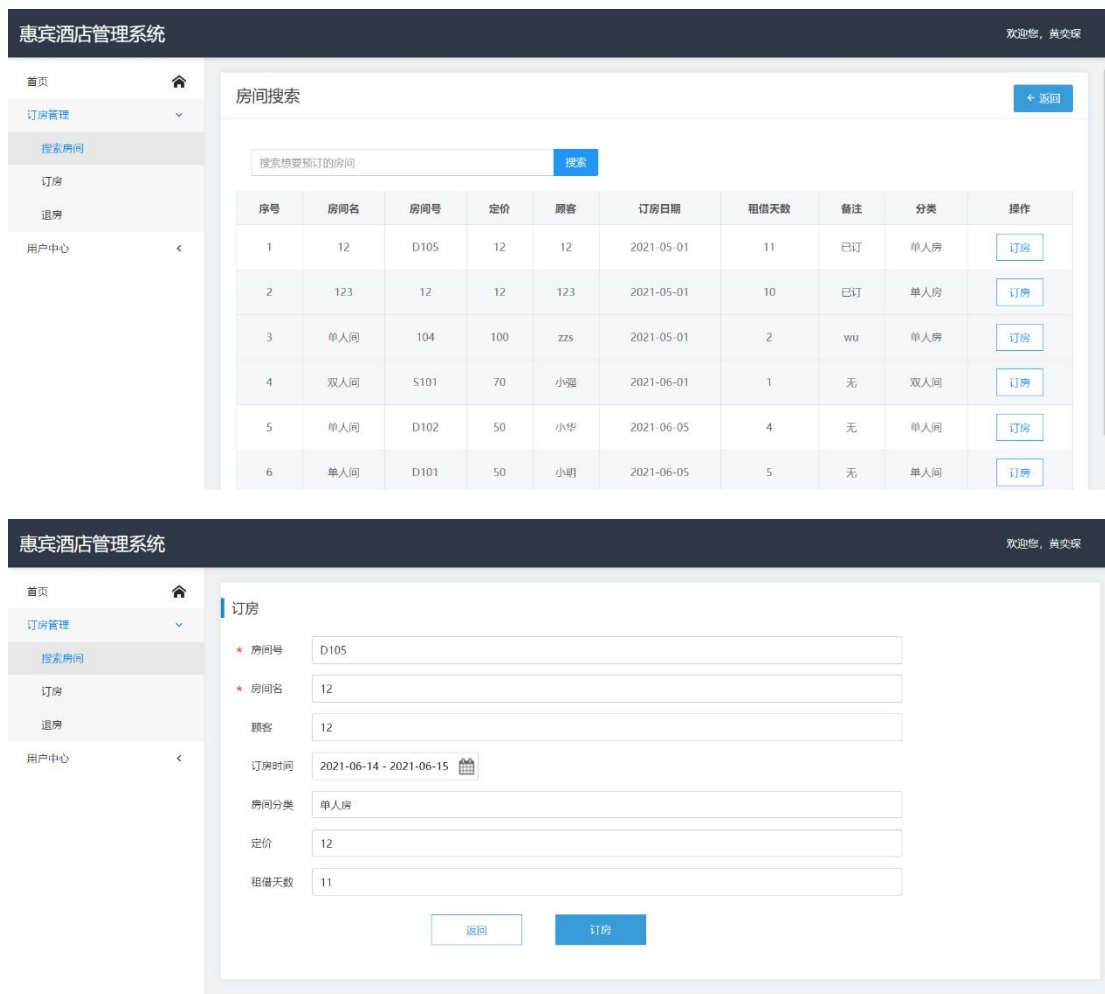 惠宾酒店管理系统 欢迎您，黄奕琛
首页
订房管理
搜索房间
订房
退房
用户中心
房间搜索 返回
搜索想要预订的房间 搜索
序号 房间名 房间号 定价 顾客 订房日期 租借天数 备注 分类 操作
1 12 D105 12 12 2021-05-01 11 已订 单人房 订房
2 123 12 12 123 2021-05-01 10 已订 单人房 订房
3 单人间 104 100 zzs 2021-05-01 2 wu 单人房 订房
4 双人间 S101 70 小强 2021-06-01 1 无 双人间 订房
5 单人间 D102 50 小华 2021-06-05 4 无 单人间 订房
6 单人间 D101 50 小明 2021-06-05 5 无 单人间 订房
惠宾酒店管理系统 欢迎您，黄奕琛
首页
订房管理
搜索房间
订房
退房
用户中心
订房
* 房间号 D105
* 房间名 12
顾客 12
订房时间 2021-06-14 - 2021-06-15
房间分类 单人房
定价 12
租借天数 11
返回 订房